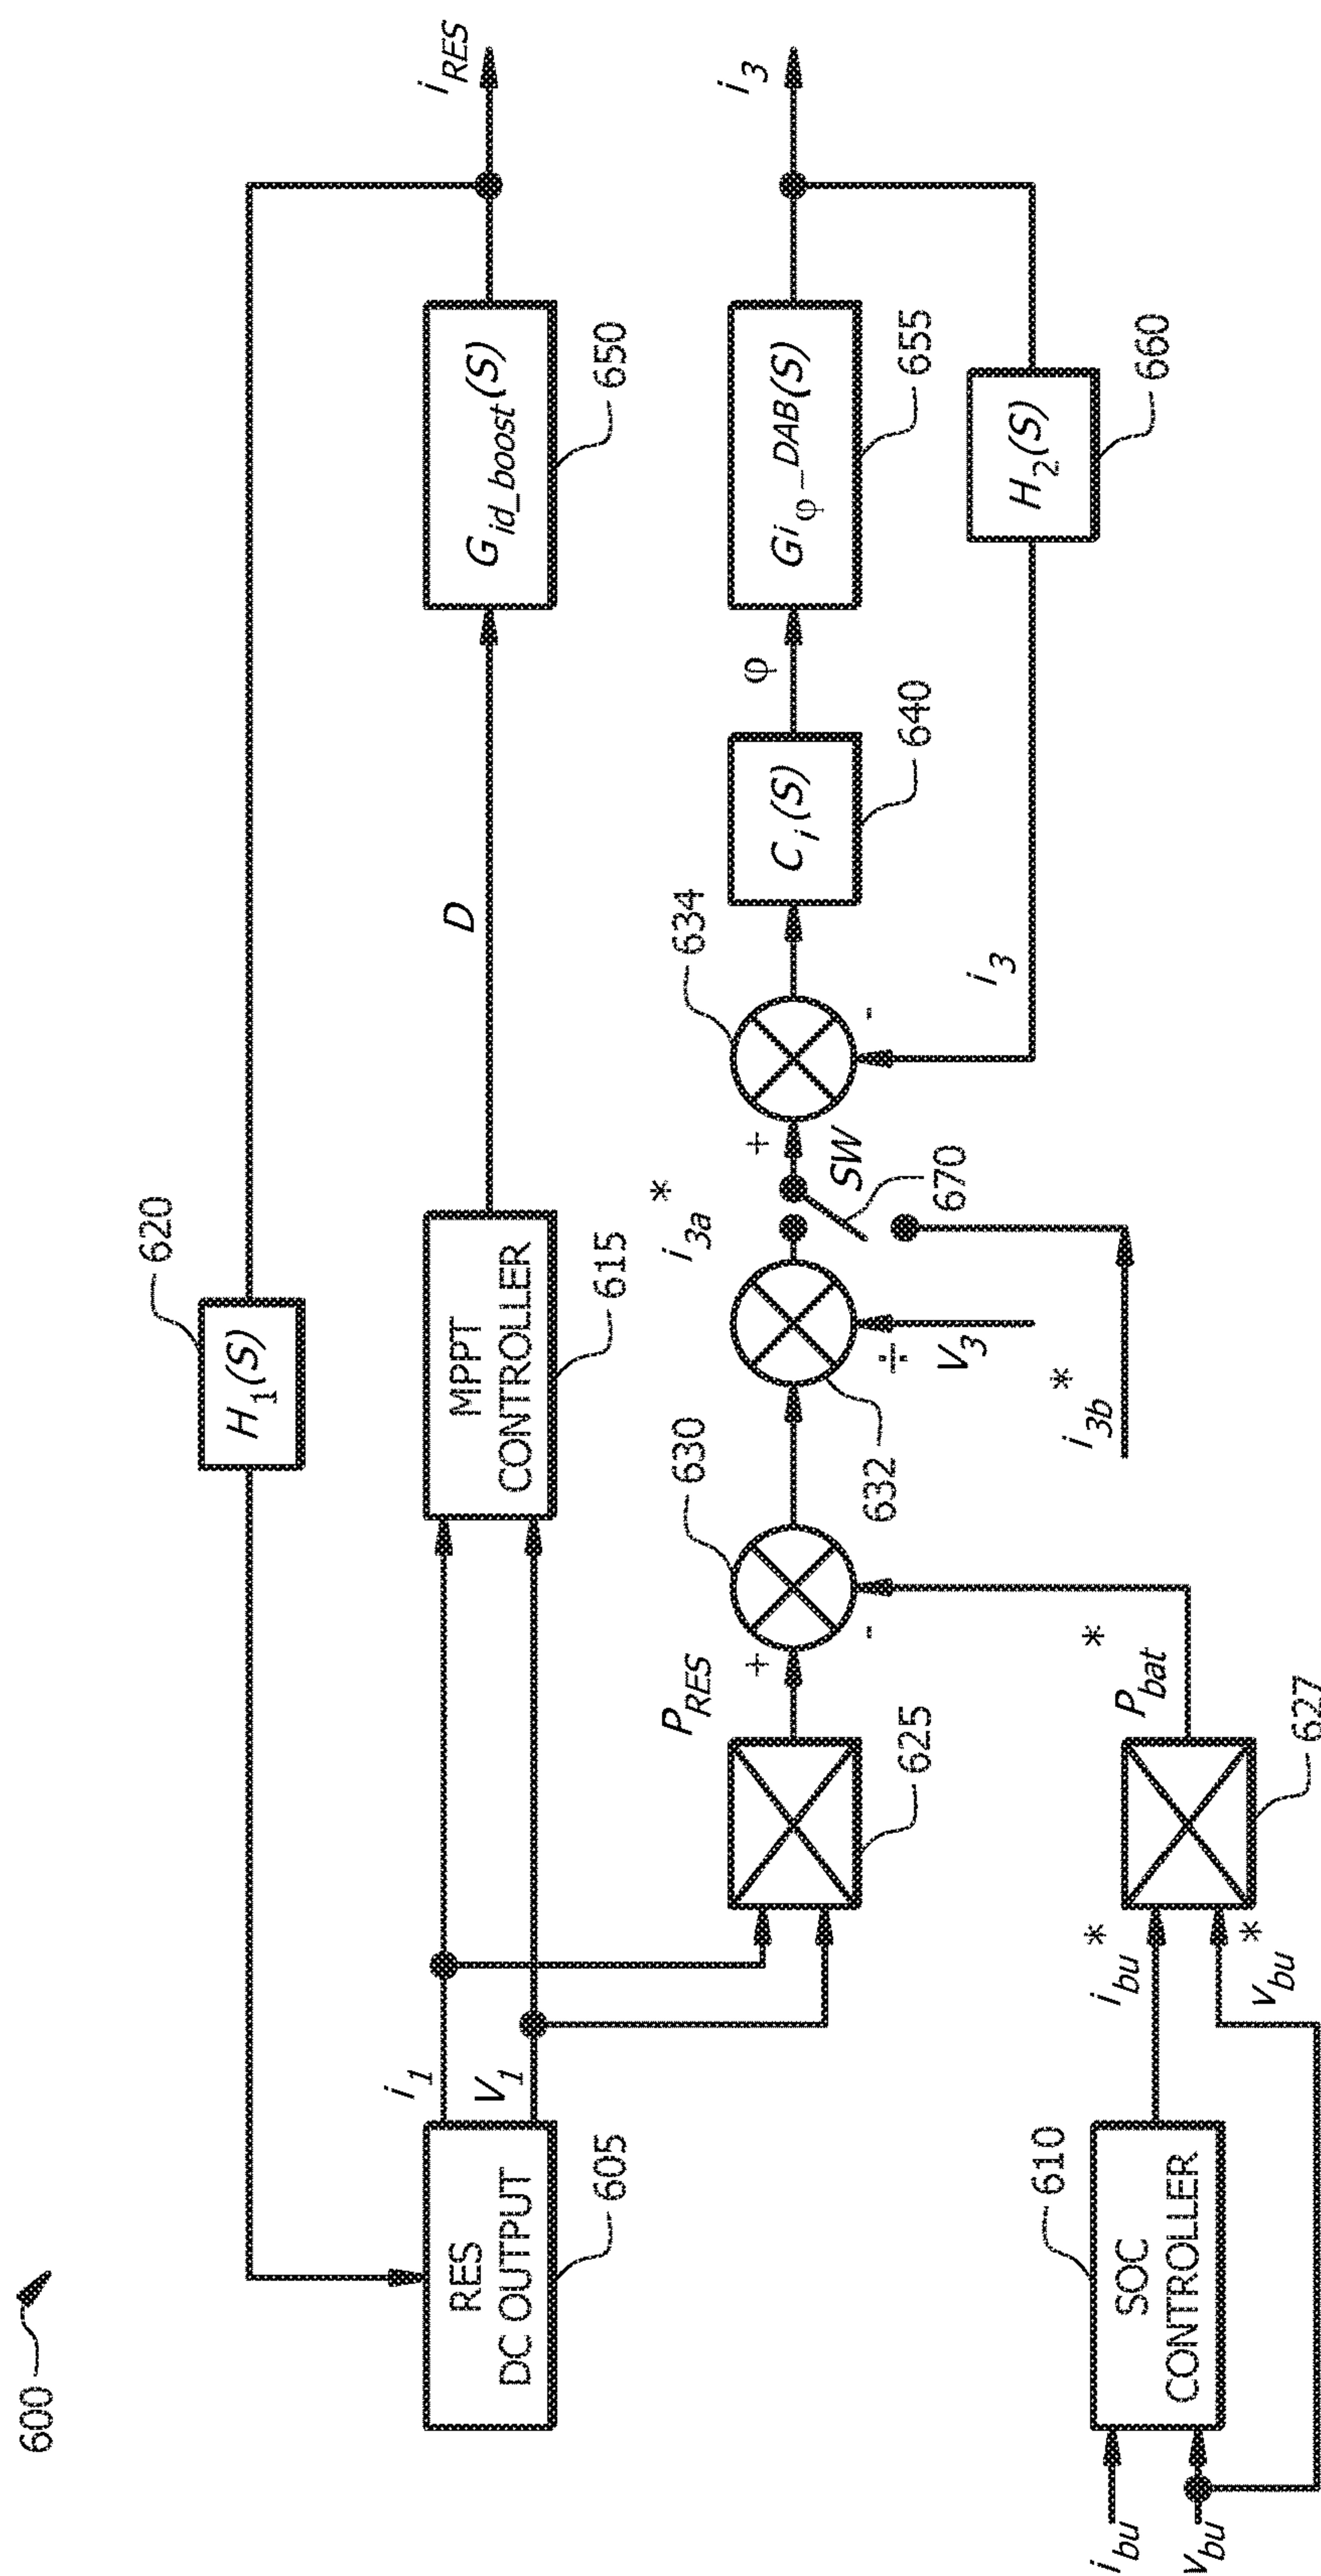 600
620
H1(S)
iRES
RES
DC OUTPUT
605
i1
V1
MPPT
CONTROLLER
615
D
Gid_boost(S)
650
PRES
625
+
-
630
632
÷
V3
i3a*
i3b*
SW
670
+
-
634
Ci(S)
640
φ
Giφ_DAB(S)
655
i3
H2(S)
660
i3
ibu
vbu
SOC
CONTROLLER
610
ibu*
vbu*
627
Pbat*